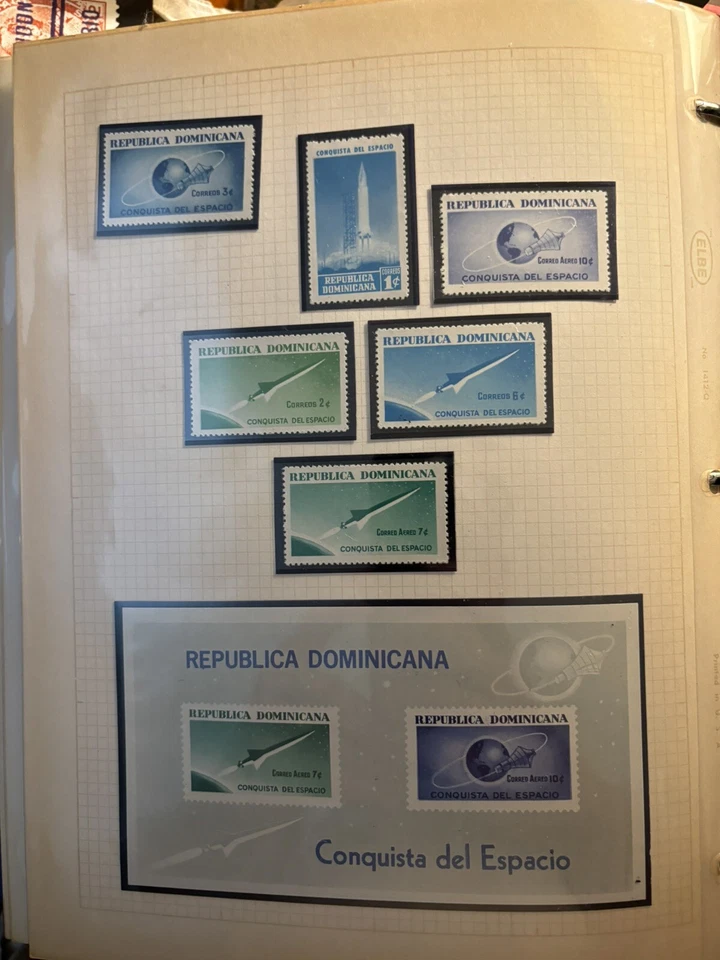 REPUBLICA DOMINICANA
CORREOS 3¢
CONQUISTA DEL ESPACIO
CONQUISTA DEL ESPACIO
REPUBLICA
DOMINICANA
CORREOS
1¢
REPUBLICA DOMINICANA
CORREO AEREO 10¢
CONQUISTA DEL ESPACIO
REPUBLICA DOMINICANA
CORREOS 2¢
CONQUISTA DEL ESPACIO
REPUBLICA DOMINICANA
CORREOS 6¢
CONQUISTA DEL ESPACIO
REPUBLICA DOMINICANA
CORREO AEREO 7¢
CONQUISTA DEL ESPACIO
REPUBLICA DOMINICANA
REPUBLICA DOMINICANA
CORREO AEREO 7¢
CONQUISTA DEL ESPACIO
REPUBLICA DOMINICANA
CORREO AEREO 10¢
CONQUISTA DEL ESPACIO
Conquista del Espacio
ELBE